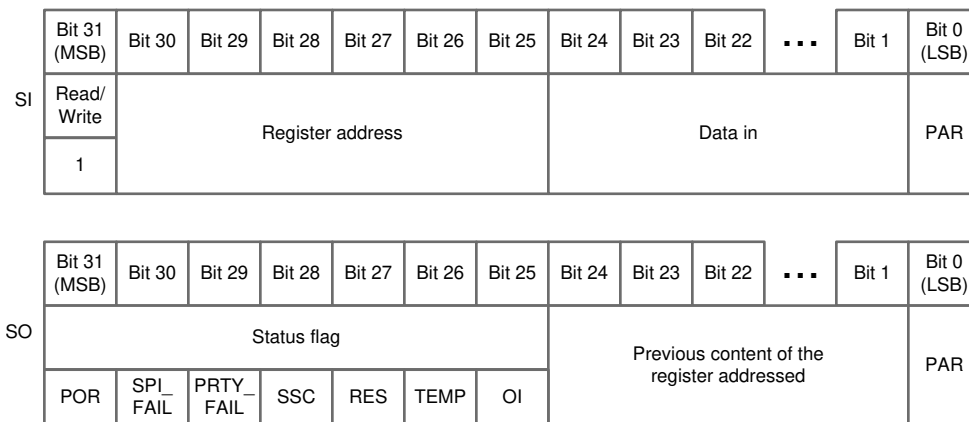 Bit 31 (MSB) Bit 30 Bit 29 Bit 28 Bit 27 Bit 26 Bit 25 Bit 24 Bit 23 Bit 22 ... Bit 1 Bit 0 (LSB)
SI
Read/
Write
1
Register address
Data in
PAR
Bit 31 (MSB) Bit 30 Bit 29 Bit 28 Bit 27 Bit 26 Bit 25 Bit 24 Bit 23 Bit 22 ... Bit 1 Bit 0 (LSB)
SO
Status flag
POR SPI_FAIL PRTY_FAIL SSC RES TEMP OI
Previous content of the
register addressed
PAR